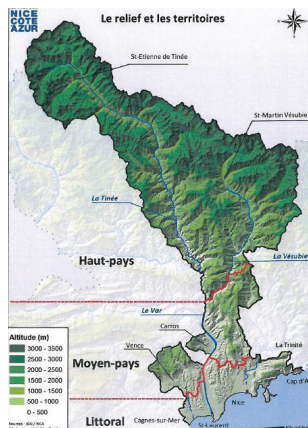 NICE
CÔTE
D'AZUR
Le relief et les territoires
St-Etienne de Tinée
St-Martin Vésubie
La Tinée
Haut-pays
La Vésubie
Le Var
Carros
Altitude (m)
3000 - 3500
2500 - 3000
2000 - 2500
1500 - 2000
1000 - 1500
500 - 1000
0 - 500
Vence
La Trinité
Moyen-pays
Cap d'A
Nice
Littoral
Cagnes-sur-Mer
St-Laurent